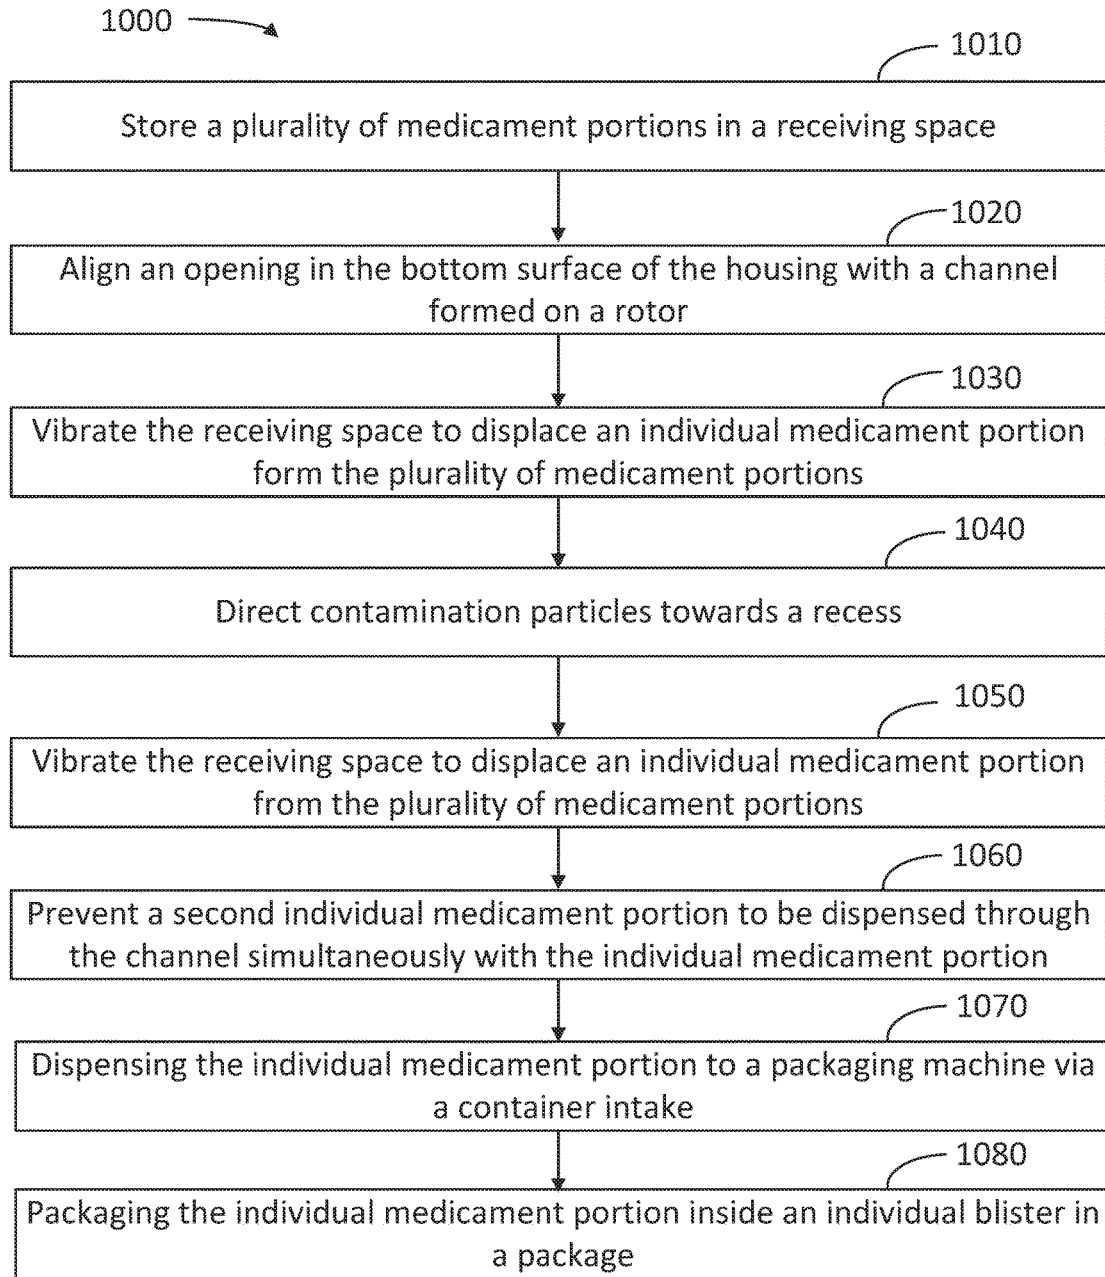 1000
1010
Store a plurality of medicament portions in a receiving space
1020
Align an opening in the bottom surface of the housing with a channel
formed on a rotor
1030
Vibrate the receiving space to displace an individual medicament portion
form the plurality of medicament portions
1040
Direct contamination particles towards a recess
1050
Vibrate the receiving space to displace an individual medicament portion
from the plurality of medicament portions
1060
Prevent a second individual medicament portion to be dispensed through
the channel simultaneously with the individual medicament portion
1070
Dispensing the individual medicament portion to a packaging machine via
a container intake
1080
Packaging the individual medicament portion inside an individual blister in
a package